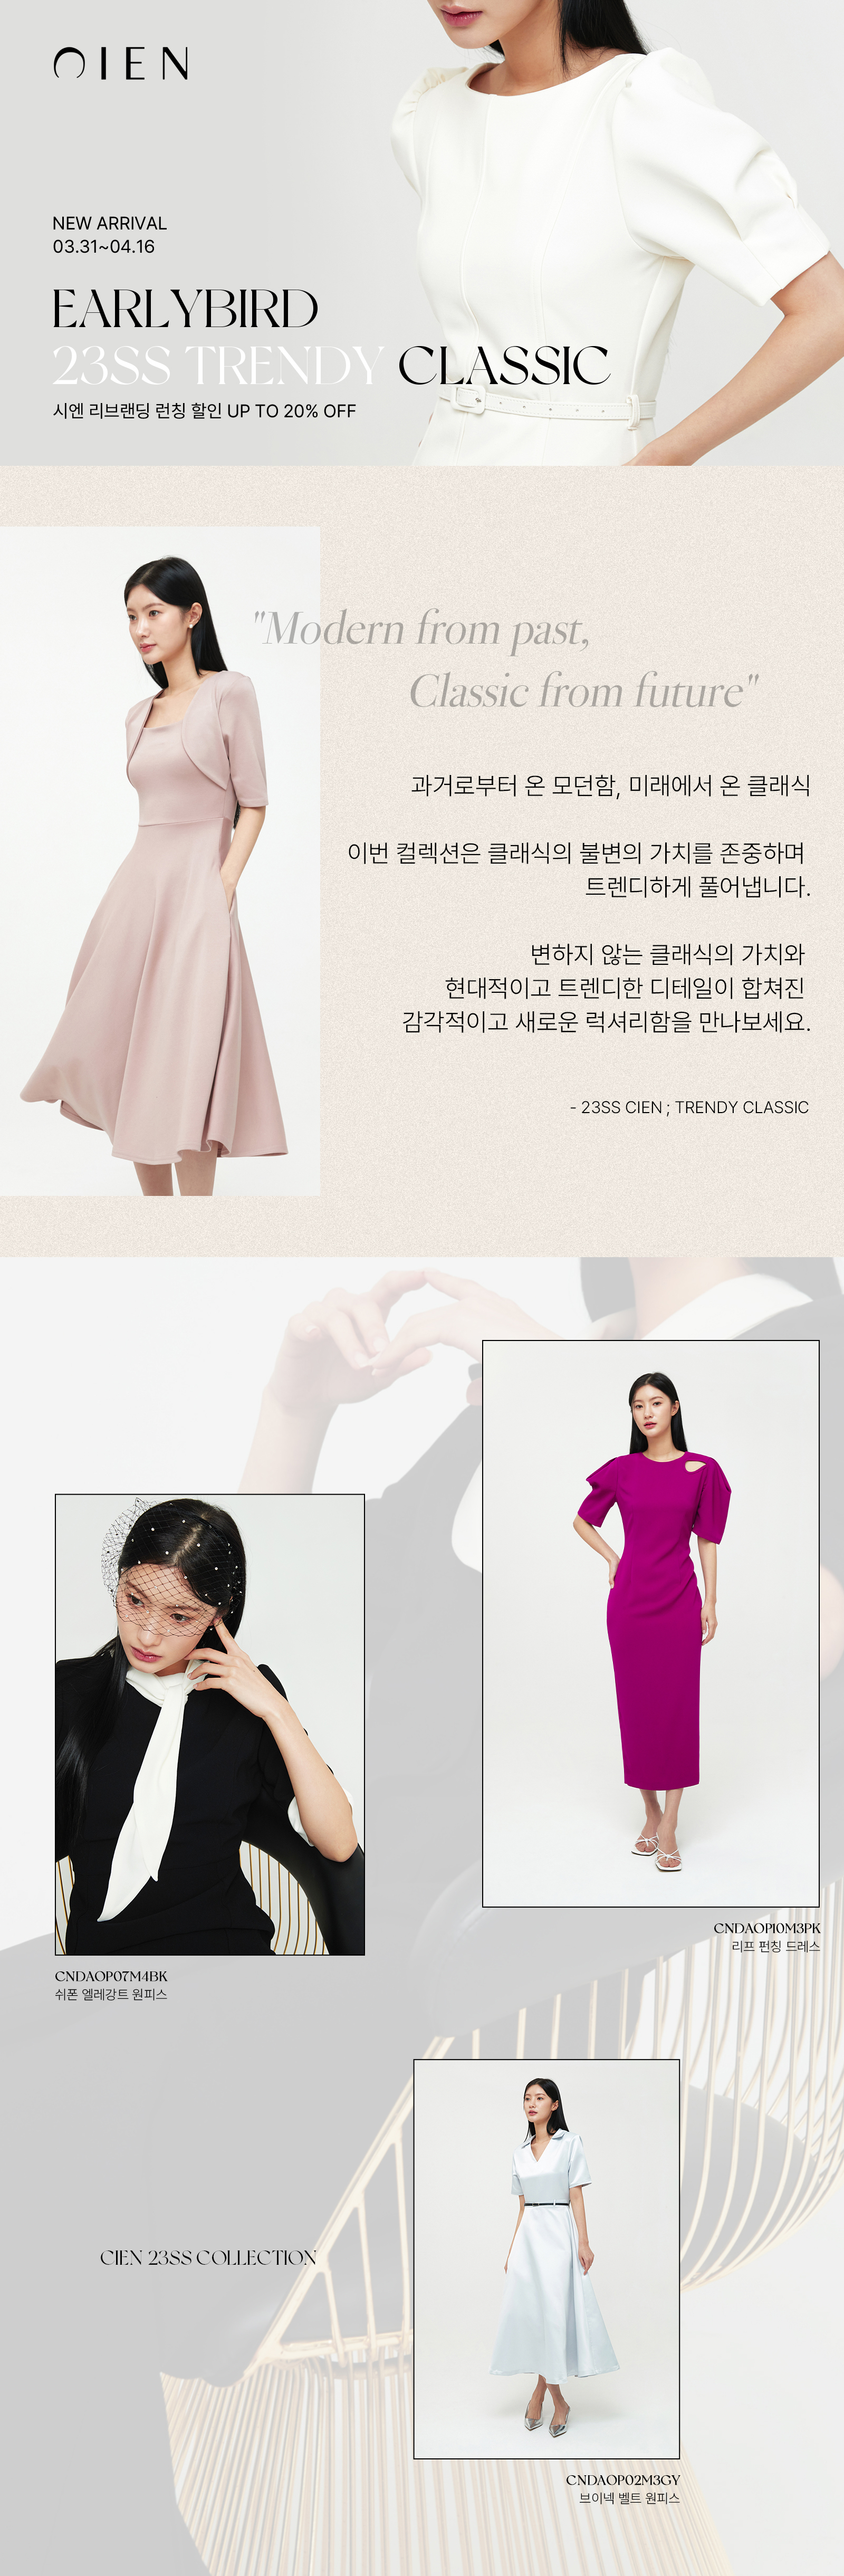 CIEN
NEW ARRIVAL
03.31~04.16
EARLYBIRD
23SS TRENDY CLASSIC
시엔 리브랜딩 런칭 할인 UP TO 20% OFF
"Modern from past,
Classic from future"
과거로부터 온 모던함, 미래에서 온 클래식
이번 컬렉션은 클래식의 불변의 가치를 존중하며
트렌디하게 풀어냅니다.
변하지 않는 클래식의 가치와
현대적이고 트렌디한 디테일이 합쳐진
감각적이고 새로운 럭셔리함을 만나보세요.
- 23SS CIEN ; TRENDY CLASSIC
CNDAOP10M3PK
리프 펀칭 드레스
CNDAOP07M4BK
쉬폰 엘레강트 원피스
CIEN 23SS COLLECTION
CNDAOP02M3GY
브이넥 벨트 원피스